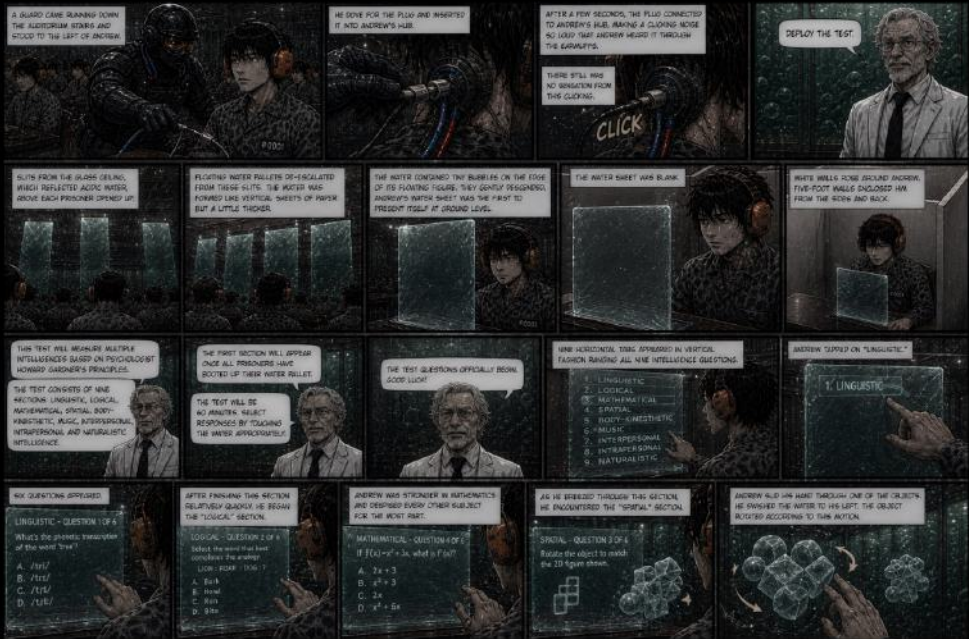 A GUARD CAME RUNNING DOWN
THE AUDITORIUM STAIRS AND
STOOD TO THE LEFT OF ANDREW.
HE DOVE FOR THE PLUG AND INSERTED
IT INTO ANDREW'S HUB.
AFTER A FEW SECONDS, THE PLUG CONNECTED
TO ANDREW'S HUB, MAKING A CLICKING NOISE
SO LOUD THAT ANDREW HEARD IT THROUGH
THE EARMUFFS.
THERE STILL WAS
NO SENSATION FROM
THIS CLICKING.
CLICK
DEPLOY THE TEST.
SLITS FROM THE GLASS CEILING,
WHICH REFLECTED ACIDIC WATER,
ABOVE EACH PRISONER OPENED UP.
FLOATING WATER PALLETS DE-ESCALATED
FROM THESE SLITS. THE WATER WAS
FORMED LIKE VERTICAL SHEETS OF PAPER
BUT A LITTLE THICKER.
THE WATER CONTAINED TINY BUBBLES ON THE EDGE
OF ITS FLOATING FIGURE. THEY GENTLY DESCENDED.
ANDREW'S WATER SHEET WAS THE FIRST TO
PRESENT ITSELF AT GROUND LEVEL.
THE WATER SHEET WAS BLANK.
WHITE WALLS ROSE AROUND ANDREW.
FIVE-FOOT WALLS ENCLOSED HIM
FROM THE SIDES AND BACK.
THIS TEST WILL MEASURE MULTIPLE
INTELLIGENCES BASED ON PSYCHOLOGIST
HOWARD GARDNER'S PRINCIPLES.
THE TEST CONSISTS OF NINE
SECTIONS: LINGUISTIC, LOGICAL,
MATHEMATICAL, SPATIAL, BODY-
KINESTHETIC, MUSIC, INTERPERSONAL,
INTRAPERSONAL AND NATURALISTIC
INTELLIGENCE.
THE FIRST SECTION WILL APPEAR
ONCE ALL PRISONERS HAVE
BOOTED UP THEIR WATER PALLET.
THE TEST WILL BE
90 MINUTES. SELECT
RESPONSES BY TOUCHING
THE WATER APPROPRIATELY.
THE TEST QUESTIONS OFFICIALLY BEGIN.
GOOD LUCK!
NINE HORIZONTAL TABS APPEARED IN VERTICAL
FASHION RANGING ALL NINE INTELLIGENCE QUESTIONS.
1. LINGUISTIC
2. LOGICAL
3. MATHEMATICAL
4. SPATIAL
5. BODY-KINESTHETIC
6. MUSIC
7. INTERPERSONAL
8. INTRAPERSONAL
9. NATURALISTIC
ANDREW TAPPED ON "LINGUISTIC."
1. LINGUISTIC
SIX QUESTIONS APPEARED.
LINGUISTIC - QUESTION 1 OF 6
What's the phonetic transcription
of the word "tree"?
A.
B.
C.
D.
AFTER FINISHING THIS SECTION
RELATIVELY QUICKLY, HE BEGAN
THE "LOGICAL" SECTION.
LOGICAL - QUESTION 2 OF 6
Select the word that best
completes the analogy.
LION : ROAR :: DOG : ?
A. Bark
B. Howl
C.
D. Bite
ANDREW WAS STRONGER IN MATHEMATICS
AND DESPISED EVERY OTHER SUBJECT
FOR THE MOST PART.
MATHEMATICAL - QUESTION 4 OF 6
A. 2x + 3
B. x² + 3
C. 2x
D.
AS HE BREEZED THROUGH THIS SECTION,
HE ENCOUNTERED THE "SPATIAL" SECTION.
SPATIAL - QUESTION 3 OF 6
Rotate the object to match
the 2D figure shown.
ANDREW SLID HIS HAND THROUGH ONE OF THE OBJECTS.
HE SWISHED THE WATER TO HIS LEFT. THE OBJECT
ROTATED ACCORDING TO THIS MOTION.